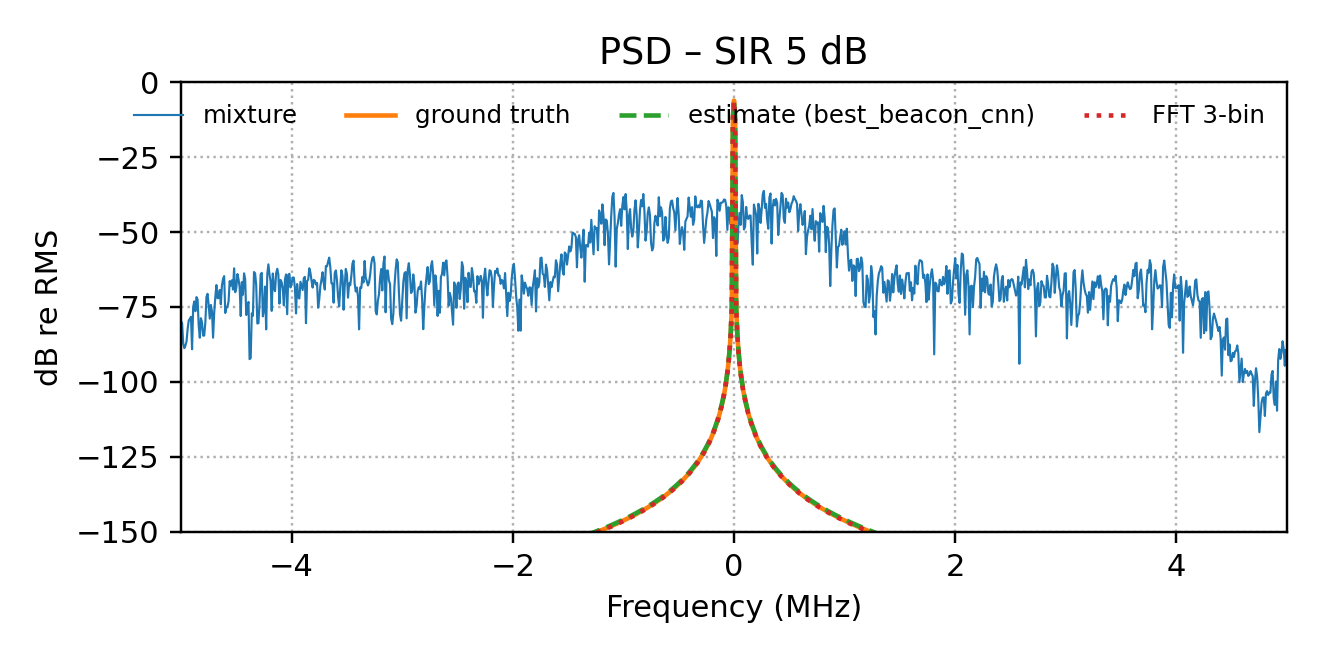 PSD – SIR 5 dB
mixture ground truth estimate (best_beacon_cnn) FFT 3-bin
dB re RMS
0
−25
−50
−75
−100
−125
−150
−4 −2 0 2 4
Frequency (MHz)